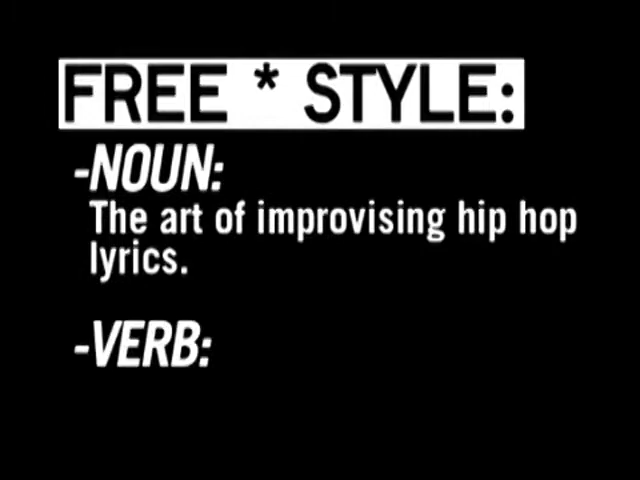 FREE * STYLE:
-NOUN:
The art of improvising hip hop
lyrics.
-VERB: